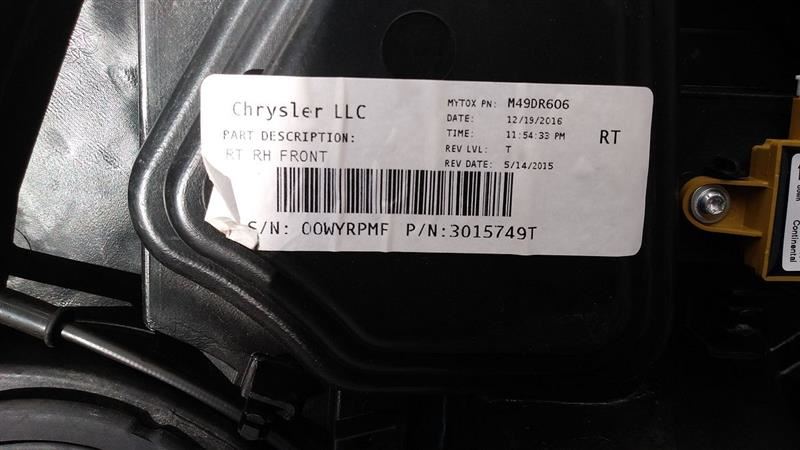 Chrysler LLC
PART DESCRIPTION:
RT RH FRONT
MYTOX PN: M49DR606
DATE: 12/19/2016
TIME: 11:54:33 PM
REV LVL: T
REV DATE: 5/14/2015
RT
S/N: 00WYRPMF P/N:3015749T
Continental